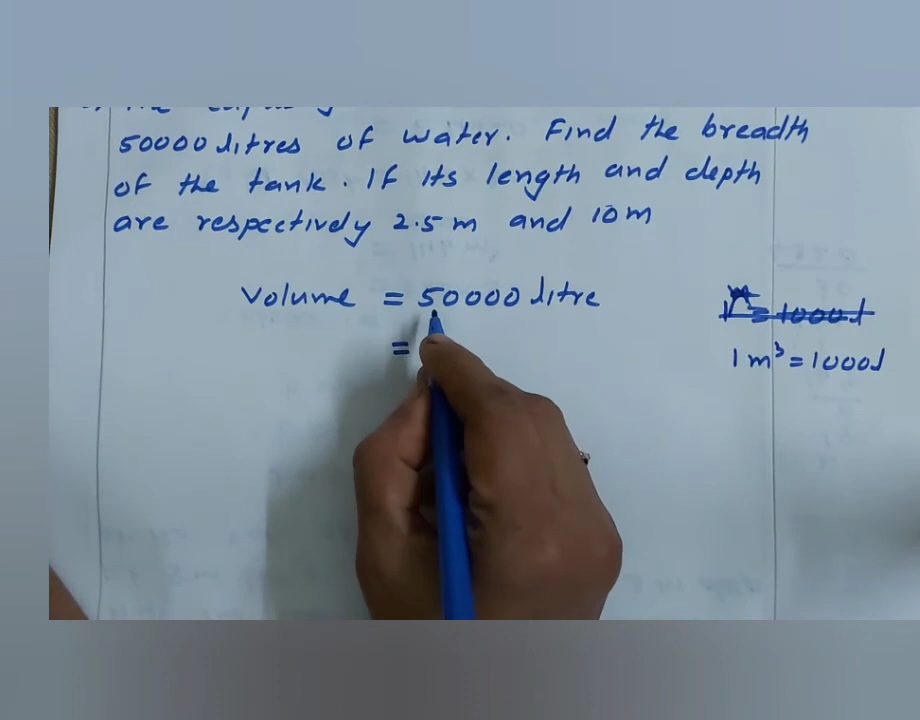 50000 litres of water. Find the breadth
of the tank. If its length and depth
are respectively 2.5 m and 10m
Volume = 50000 litre
=
1m³ = 1000l